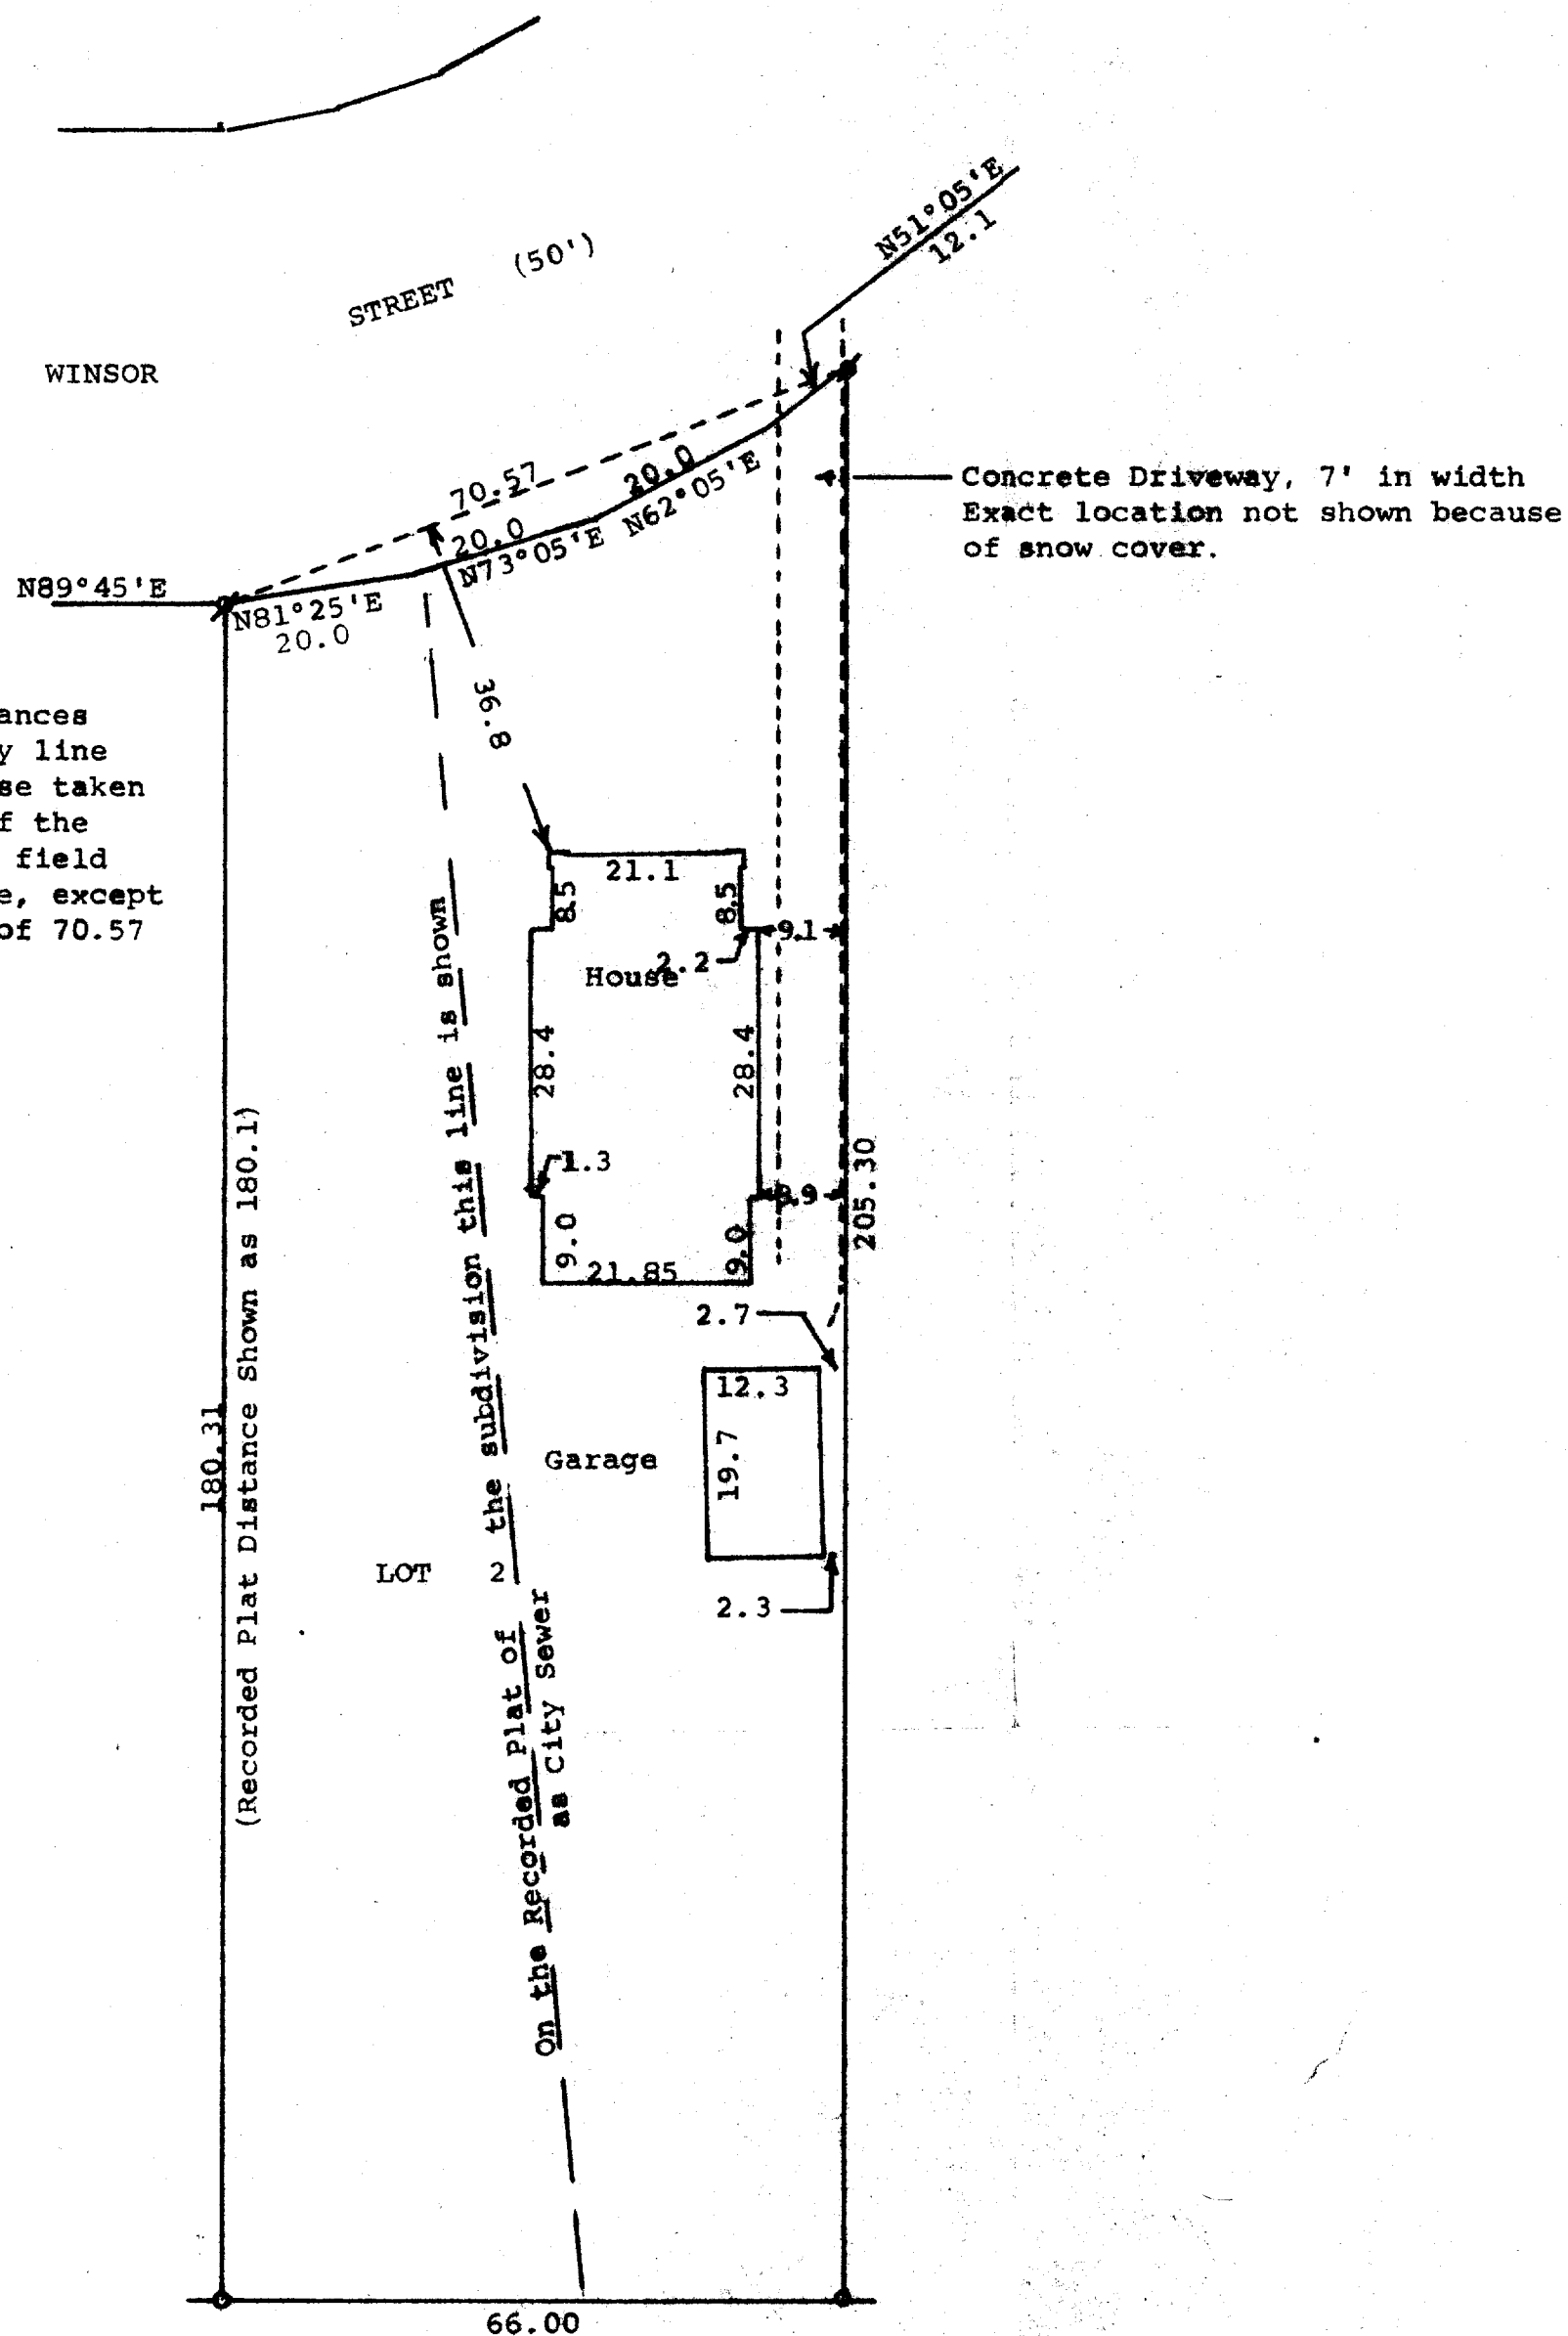 N51°05'E
12.1
STREET (50')
WINSOR
70.57
20.0
N62°05'E
20.0
N73°05'E
N89°45'E
N81°25'E
20.0
Concrete Driveway, 7' in width
Exact location not shown because
of snow cover.
36.8
ances
y line
se taken
f the
field
e, except
of 70.57
21.1
8.5
8.5
9.1
2.2
House
28.4
28.4
1.3
8.9
9.0
9.0
21.85
205.30
2.7
12.3
19.7
Garage
2.3
LOT 2
180.31
(Recorded Plat Distance Shown as 180.1)
On the Recorded Plat of the subdivision this line is shown
as City Sewer
66.00